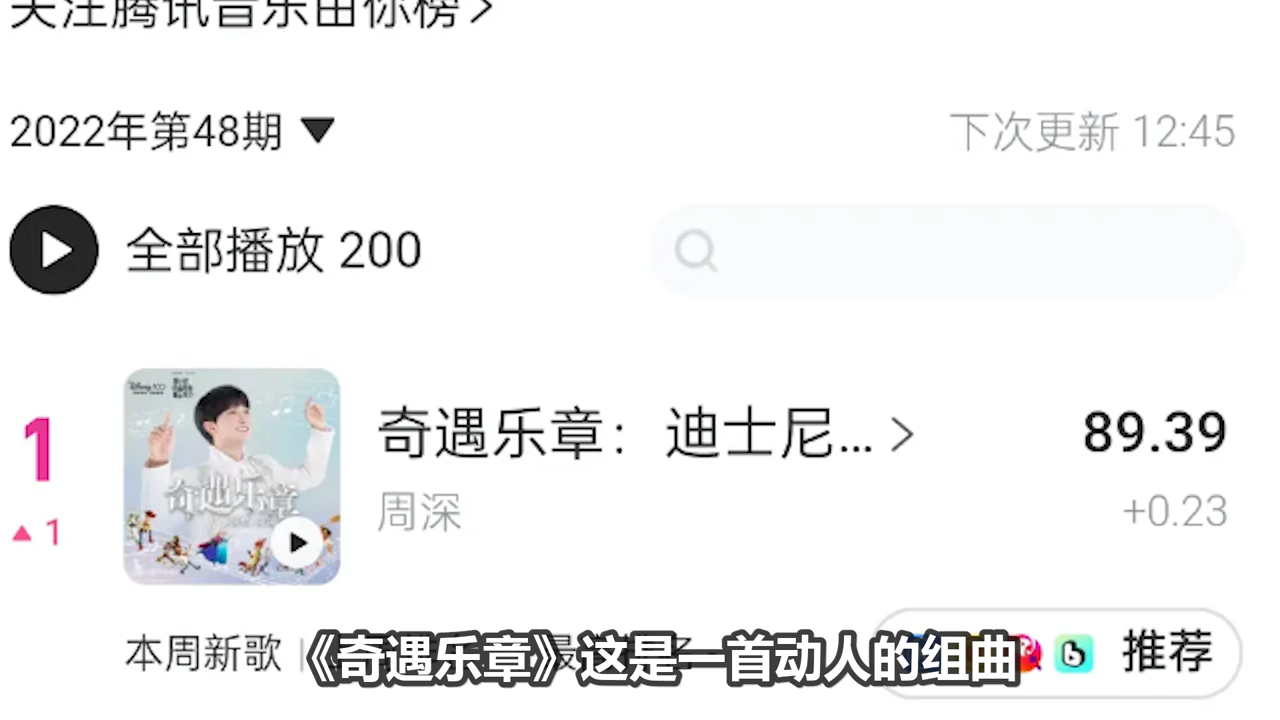 关注腾讯音乐由你榜>
2022年第48期
下次更新 12:45
全部播放 200
1
奇遇乐章：迪士尼... >
89.39
1
周深
+0.23
奇遇乐章
本周新歌
推荐
《奇遇乐章》这是一首动人的组曲